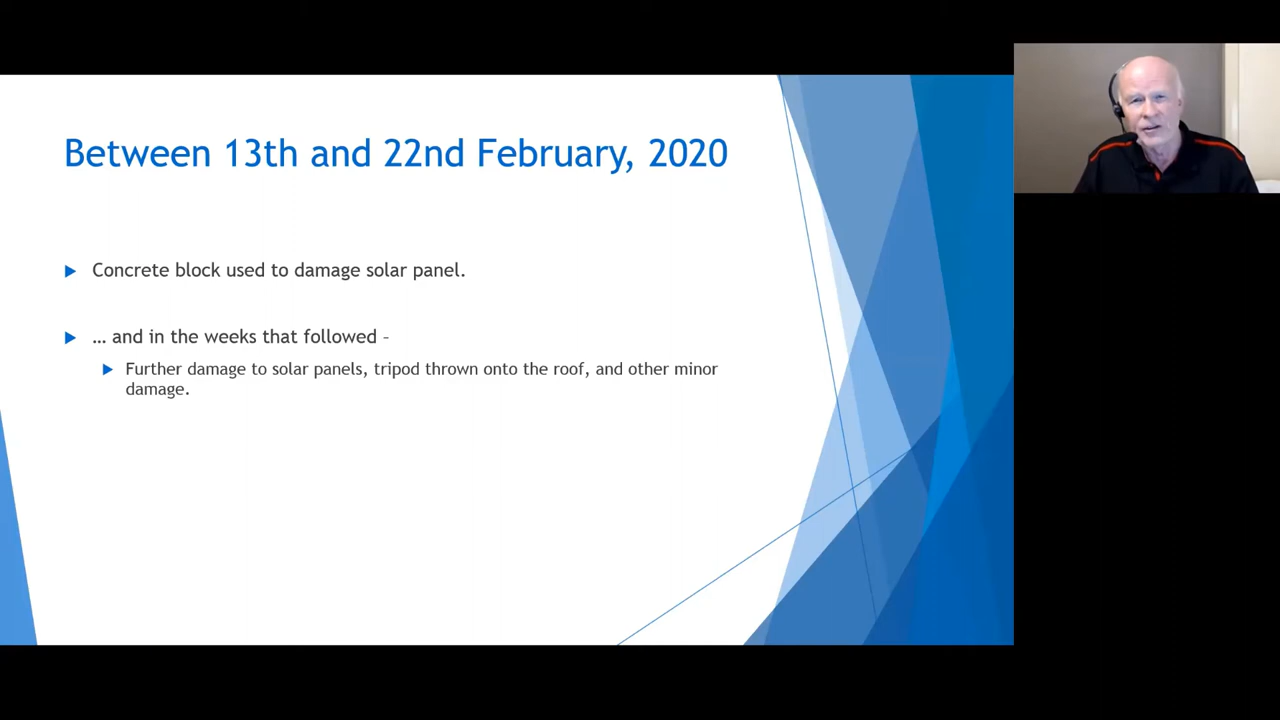 Between 13th and 22nd February, 2020
Concrete block used to damage solar panel.
… and in the weeks that followed –
Further damage to solar panels, tripod thrown onto the roof, and other minor
damage.